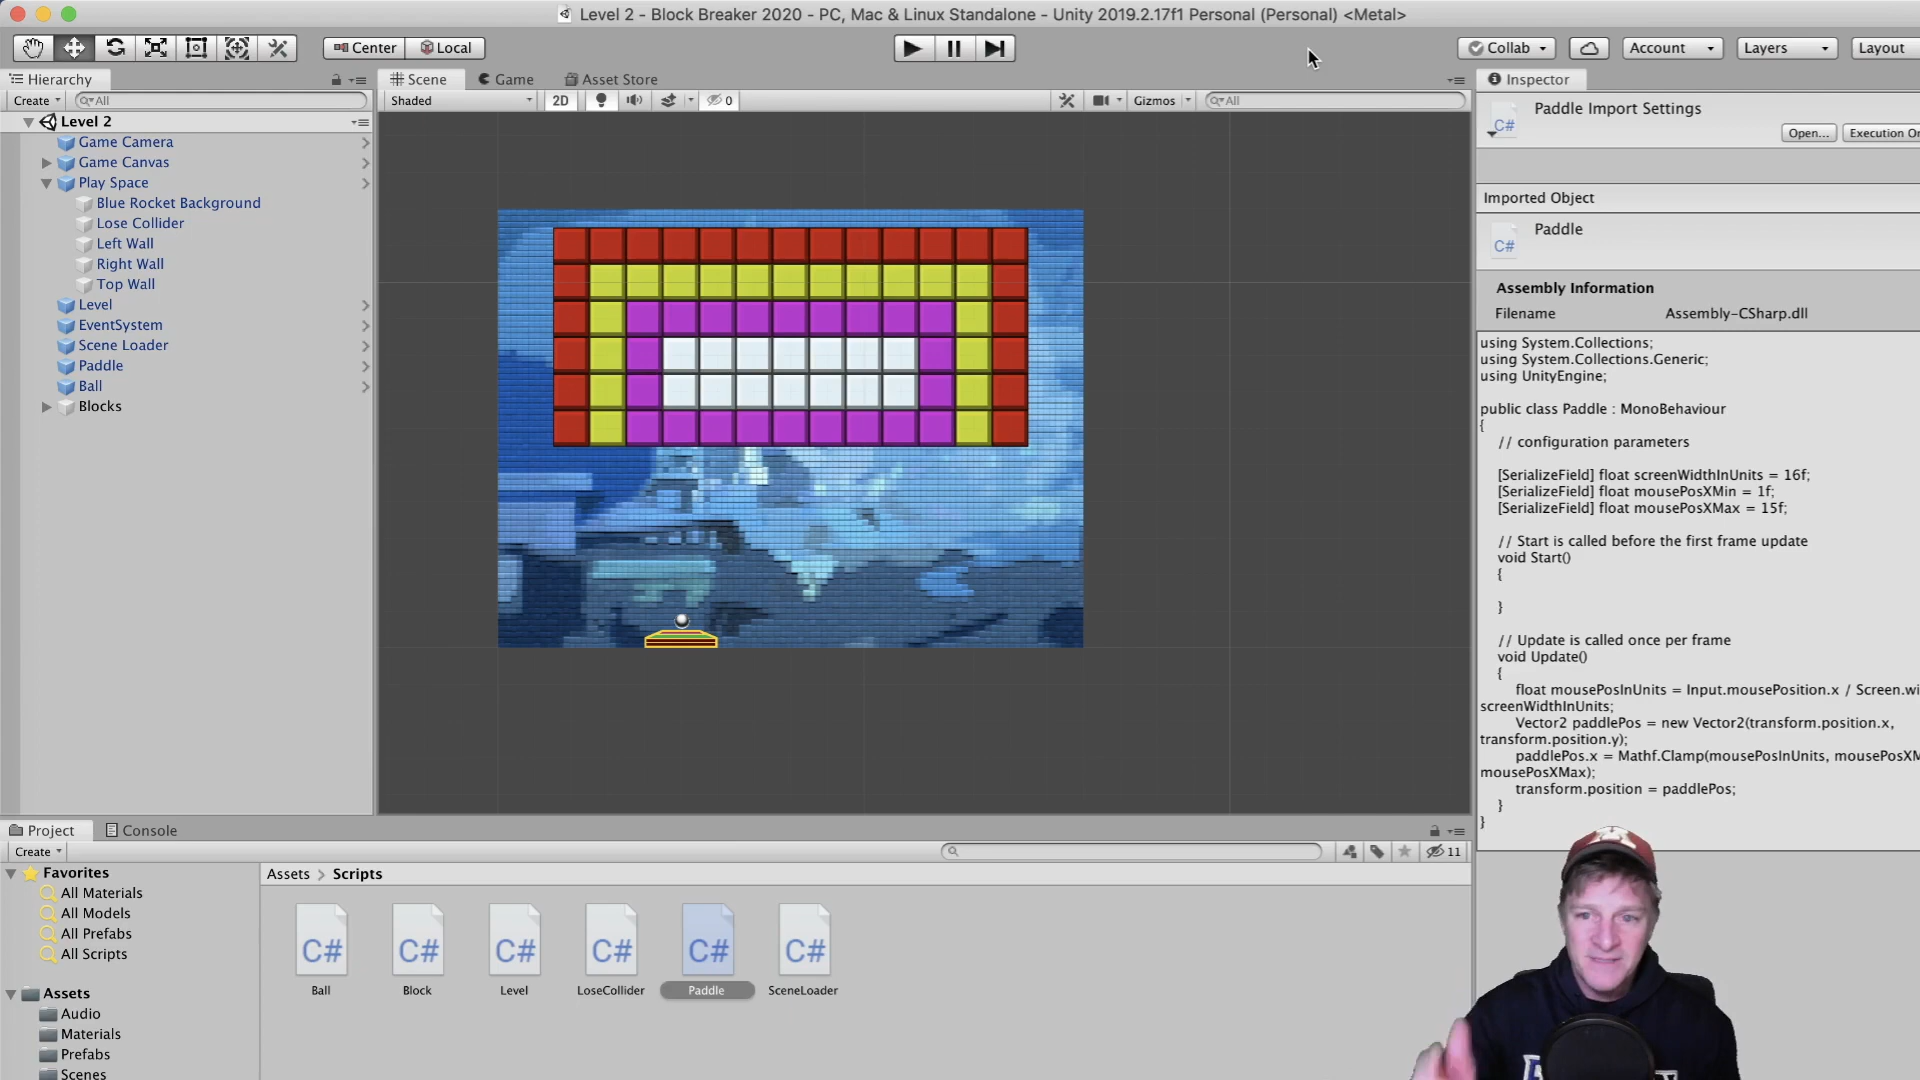 Level 2 - Block Breaker 2020 - PC, Mac & Linux Standalone - Unity 2019.2.17f1 Personal (Personal) <Metal>
Center
Local
Collab
Account
Layers
Layout
Hierarchy
Create
All
Level 2
Game Camera
Game Canvas
Play Space
Blue Rocket Background
Lose Collider
Left Wall
Right Wall
Top Wall
Level
EventSystem
Scene Loader
Paddle
Ball
Blocks
Scene
Game
Asset Store
Shaded
2D
0
Gizmos
All
Inspector
Paddle Import Settings
C#
Open...
Execution Or
Imported Object
C#
Paddle
Assembly Information
Filename
Assembly-CSharp.dll
using System.Collections;
using System.Collections.Generic;
using UnityEngine;
public class Paddle : MonoBehaviour
{
// configuration parameters
[SerializeField] float screenWidthInUnits = 16f;
[SerializeField] float mousePosXMin = 1f;
[SerializeField] float mousePosXMax = 15f;
// Start is called before the first frame update
void Start()
{
}
// Update is called once per frame
void Update()
{
float mousePosInUnits = Input.mousePosition.x / Screen.wi
screenWidthInUnits;
Vector2 paddlePos = new Vector2(transform.position.x,
transform.position.y);
paddlePos.x = Mathf.Clamp(mousePosInUnits, mousePosXM
mousePosXMax);
transform.position = paddlePos;
}
}
Project
Console
Create
11
Favorites
All Materials
All Models
All Prefabs
All Scripts
Assets
Audio
Materials
Prefabs
Scenes
Assets > Scripts
C#
C#
C#
C#
C#
C#
Ball
Block
Level
LoseCollider
Paddle
SceneLoader